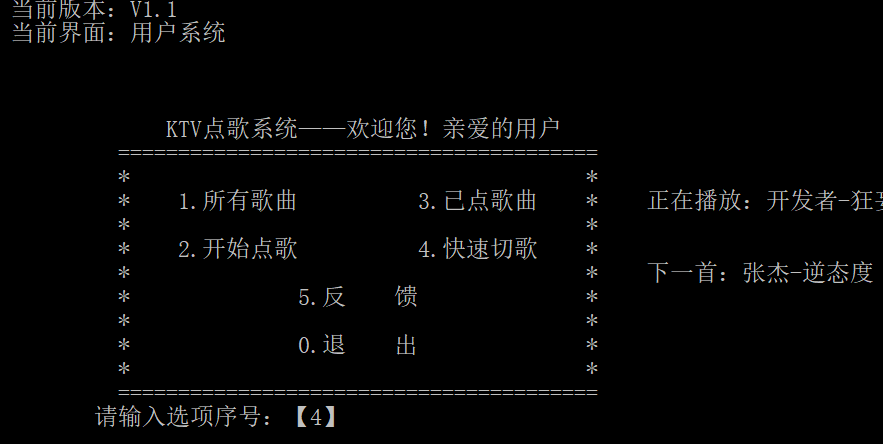 当前版本：V1.1
当前界面：用户系统
KTV点歌系统——欢迎您！亲爱的用户
========================================
* *
* 1.所有歌曲 3.已点歌曲 * 正在播放：开发者-狂
* *
* 2.开始点歌 4.快速切歌 *
* * 下一首：张杰-逆态度
* 5.反 馈 *
* *
* 0.退 出 *
* *
========================================
请输入选项序号：【4】